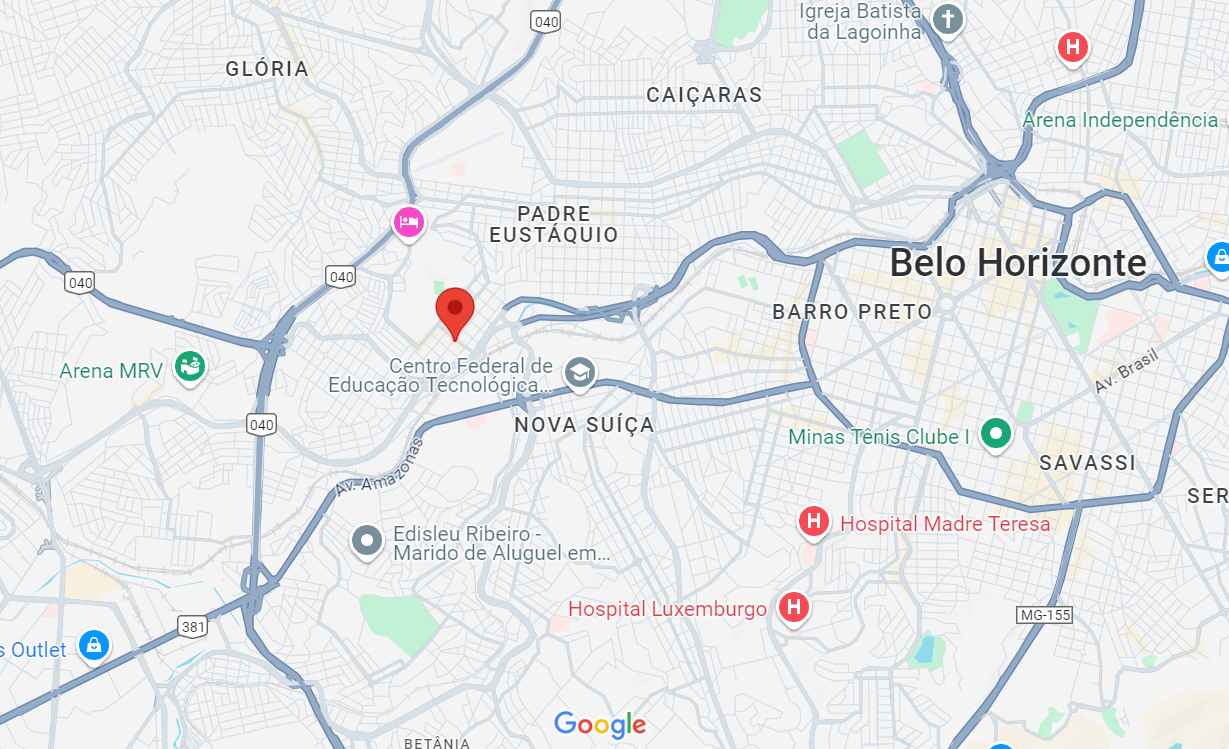 040
Igreja Batista
da Lagoinha
H
GLÓRIA
CAIÇARAS
Arena Independência
PADRE
EUSTÁQUIO
040
040
Belo Horizonte
BARRO PRETO
Arena MRV
Centro Federal de
Educação Tecnológica...
Av. Brasil
040
NOVA SUÍÇA
Minas Tênis Clube I
SAVASSI
Av. Amazonas
SER
H
Hospital Madre Teresa
Edisleu Ribeiro -
Marido de Aluguel em...
Hospital Luxemburgo
H
MG-155
381
s Outlet
Google
BETÂNIA